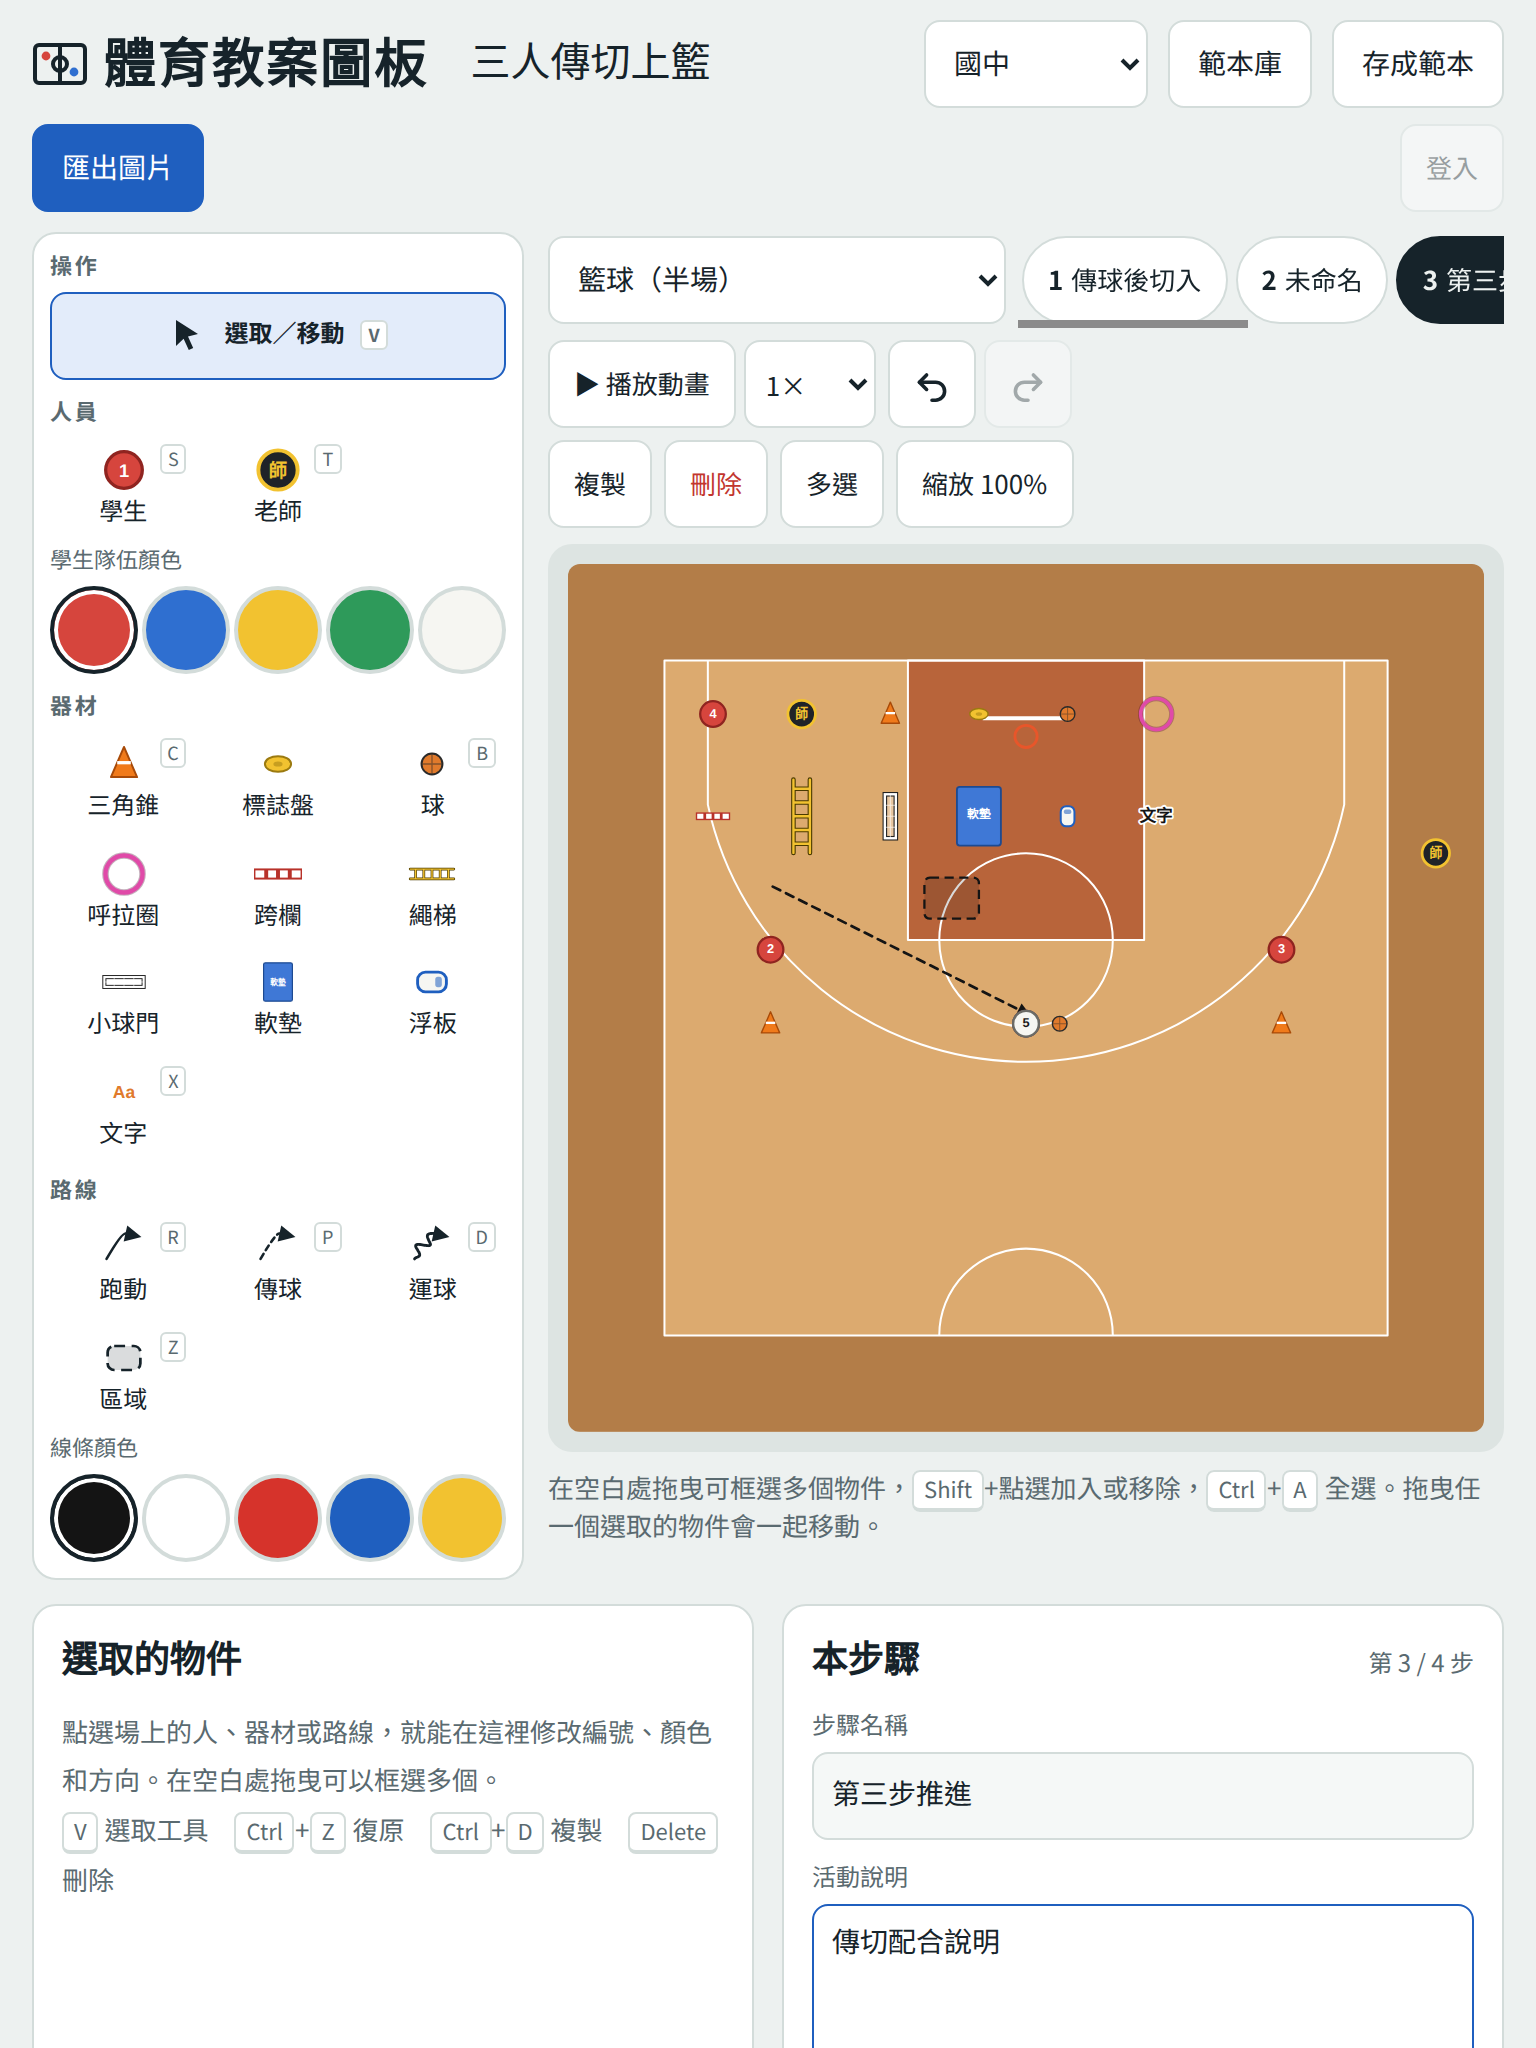 體育教案圖板
三人傳切上籃
國中
範本庫
存成範本
匯出圖片
登入
操作
選取／移動 V
人員
1 S
師 T
學生
老師
學生隊伍顏色
器材
C
B
三角錐
標誌盤
球
呼拉圈
跨欄
繩梯
軟墊
小球門
軟墊
浮板
Aa X
文字
路線
R
P
D
跑動
傳球
運球
Z
區域
線條顏色
籃球（半場）
1 傳球後切入
2 未命名
3 第三
▶ 播放動畫
1×
複製
刪除
多選
縮放 100%
4
師
軟墊
文字
師
2
3
5
在空白處拖曳可框選多個物件，Shift+點選加入或移除，Ctrl+A 全選。拖曳任
一個選取的物件會一起移動。
選取的物件
點選場上的人、器材或路線，就能在這裡修改編號、顏色
和方向。在空白處拖曳可以框選多個。
V 選取工具 Ctrl+Z 復原 Ctrl+D 複製 Delete
刪除
本步驟
第 3 / 4 步
步驟名稱
第三步推進
活動說明
傳切配合說明